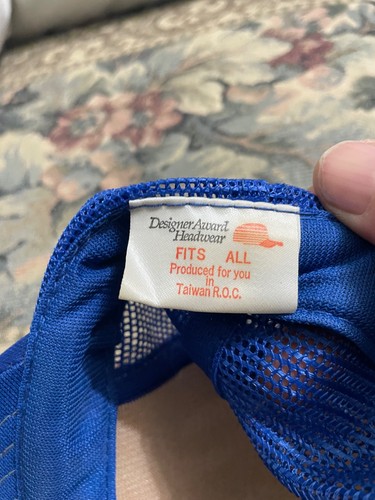 Designer Award
Headwear
FITS ALL
Produced for you
in
Taiwan R.O.C.